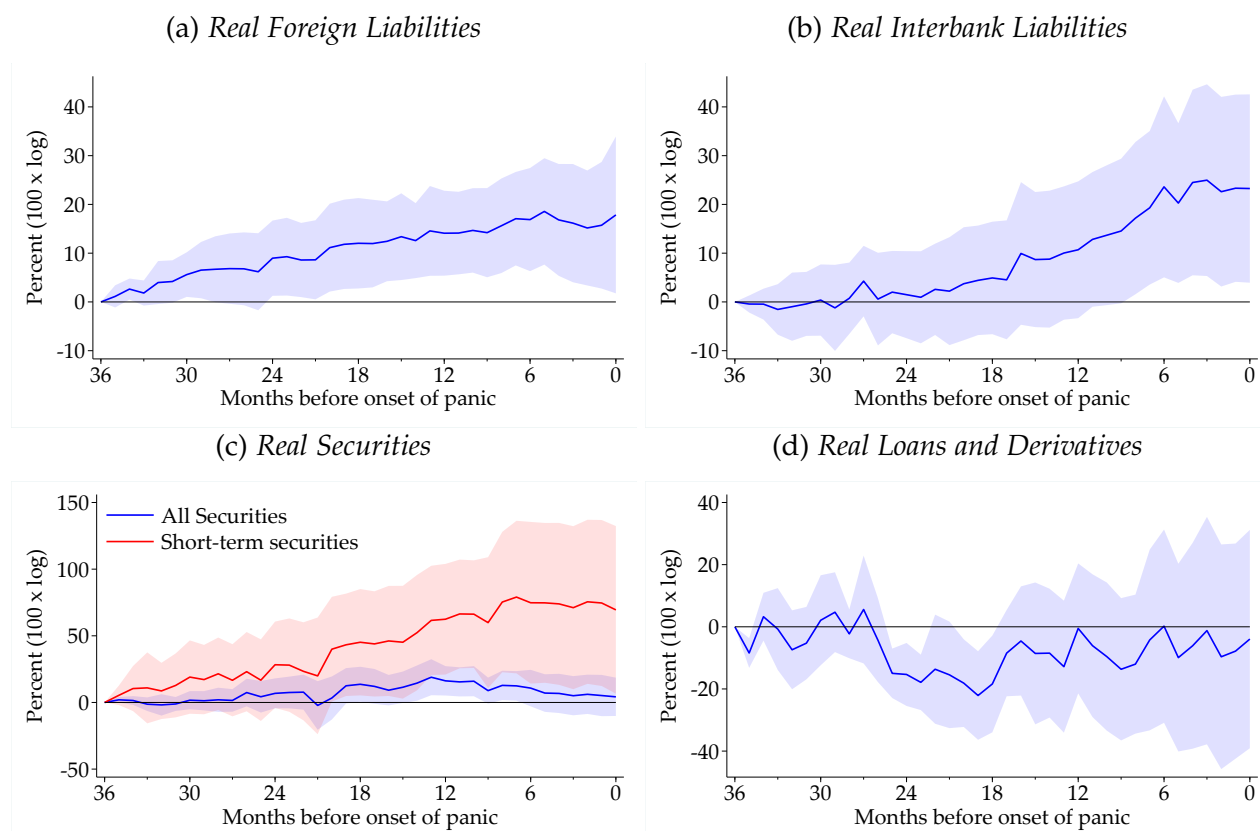 (a) Real Foreign Liabilities
Percent (100 x log)
40
30
20
10
0
-10
36 30 24 18 12 6 0
Months before onset of panic
(b) Real Interbank Liabilities
Percent (100 x log)
40
30
20
10
0
-10
36 30 24 18 12 6 0
Months before onset of panic
(c) Real Securities
Percent (100 x log)
150
100
50
0
-50
All Securities
Short-term securities
36 30 24 18 12 6 0
Months before onset of panic
(d) Real Loans and Derivatives
Percent (100 x log)
40
20
0
-20
-40
36 30 24 18 12 6 0
Months before onset of panic